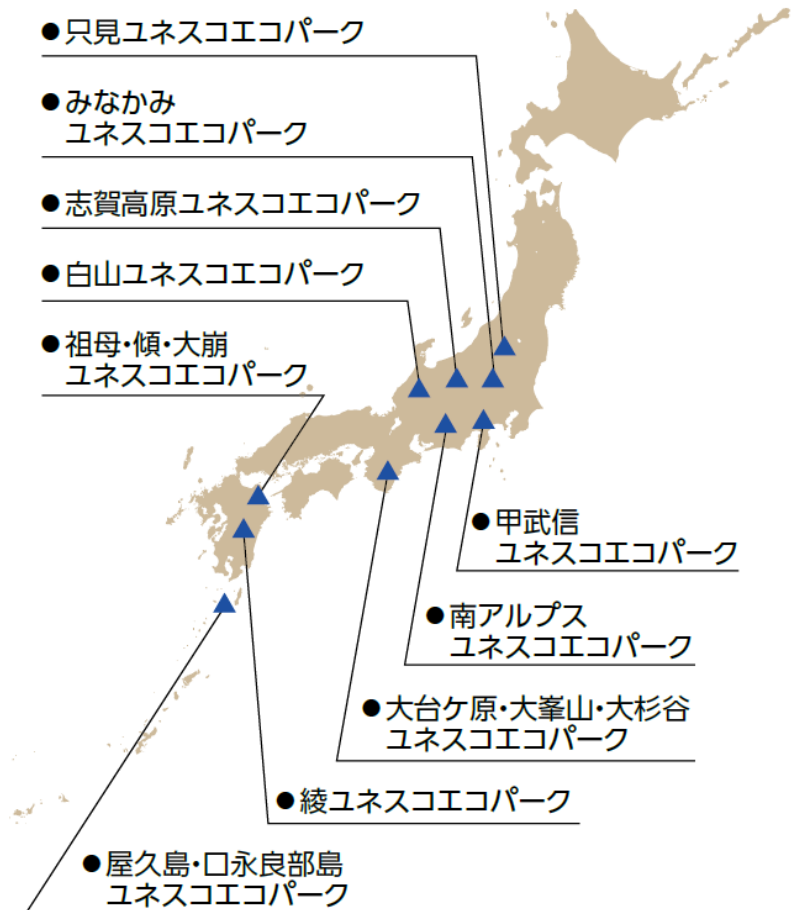 ●只見ユネスコエコパーク
●みなかみ
ユネスコエコパーク
●志賀高原ユネスコエコパーク
●白山ユネスコエコパーク
●祖母・傾・大崩
ユネスコエコパーク
●甲武信
ユネスコエコパーク
●南アルプス
ユネスコエコパーク
●大台ケ原・大峯山・大杉谷
ユネスコエコパーク
●綾ユネスコエコパーク
●屋久島・口永良部島
ユネスコエコパーク